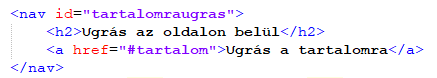 <nav id="tartalomraugras">
<h2>Ugrás az oldalon belül</h2>
<a href="#tartalom">Ugrás a tartalomra</a>
</nav>